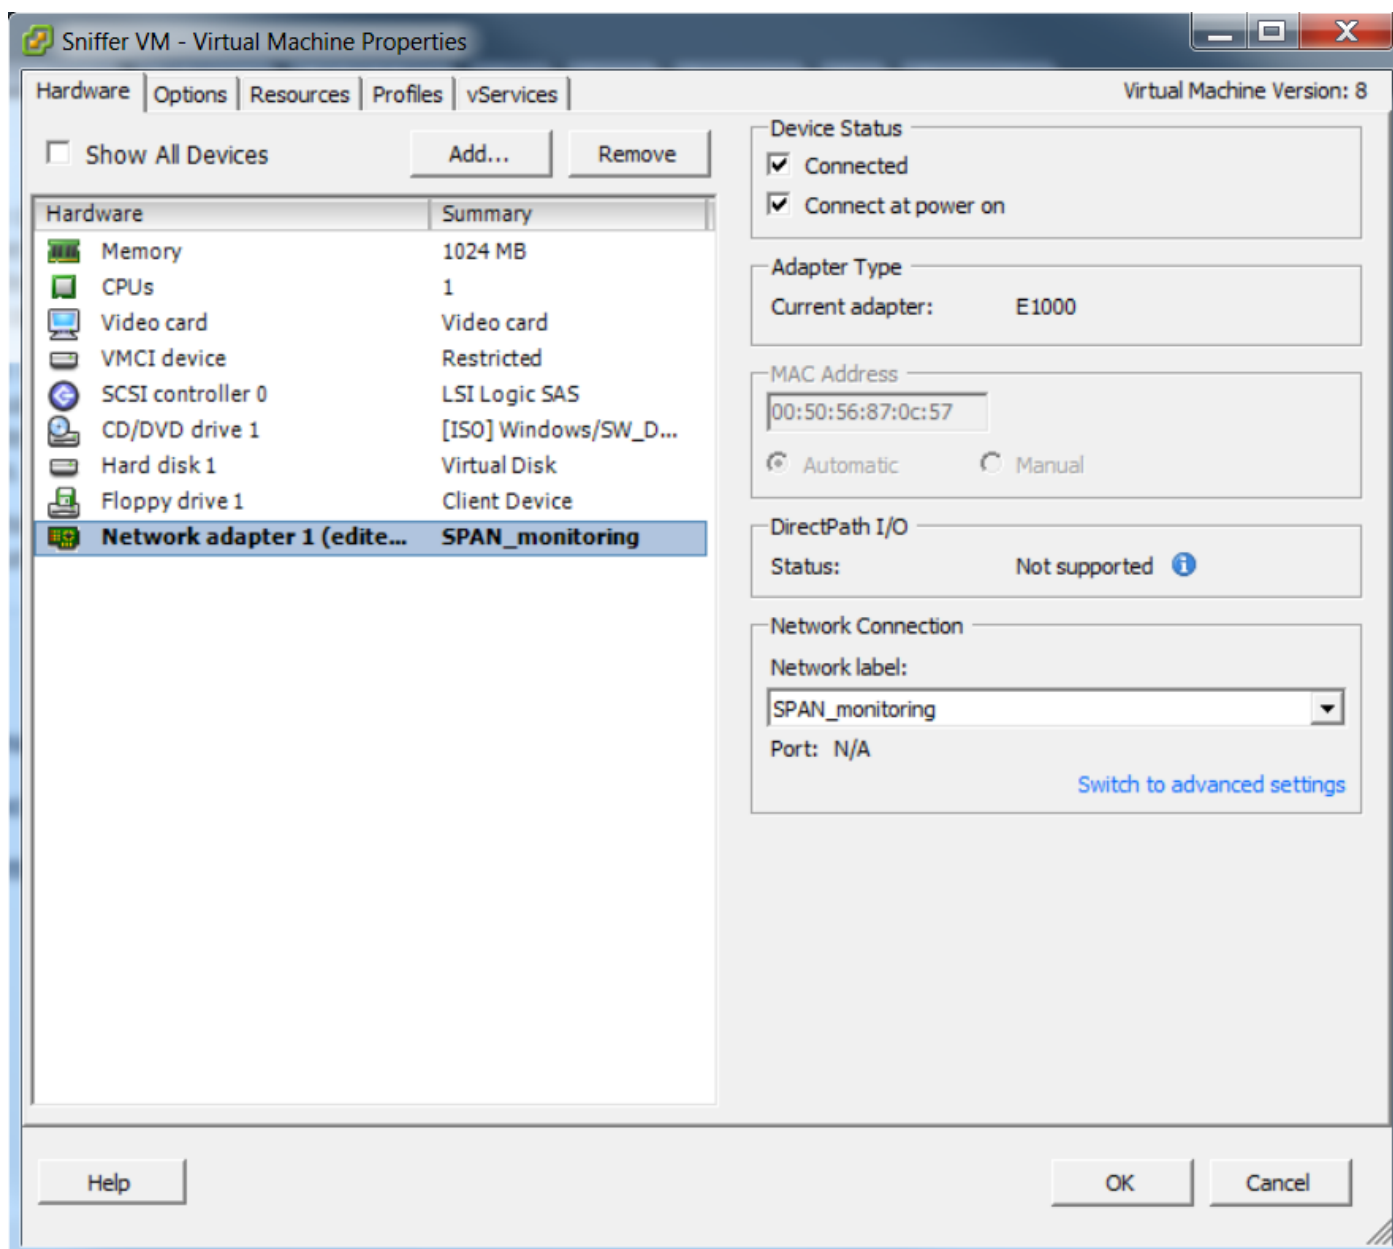 Sniffer VM - Virtual Machine Properties
Hardware Options Resources Profiles vServices Virtual Machine Version: 8
Show All Devices Add... Remove
Hardware Summary
Memory 1024 MB
CPUs 1
Video card Video card
VMCI device Restricted
SCSI controller 0 LSI Logic SAS
CD/DVD drive 1 [ISO] Windows/SW_D...
Hard disk 1 Virtual Disk
Floppy drive 1 Client Device
Network adapter 1 (edite... SPAN_monitoring
Device Status
Connected
Connect at power on
Adapter Type
Current adapter: E1000
MAC Address
00:50:56:87:0c:57
Automatic Manual
DirectPath I/O
Status: Not supported
Network Connection
Network label:
SPAN_monitoring
Port: N/A
Switch to advanced settings
Help OK Cancel